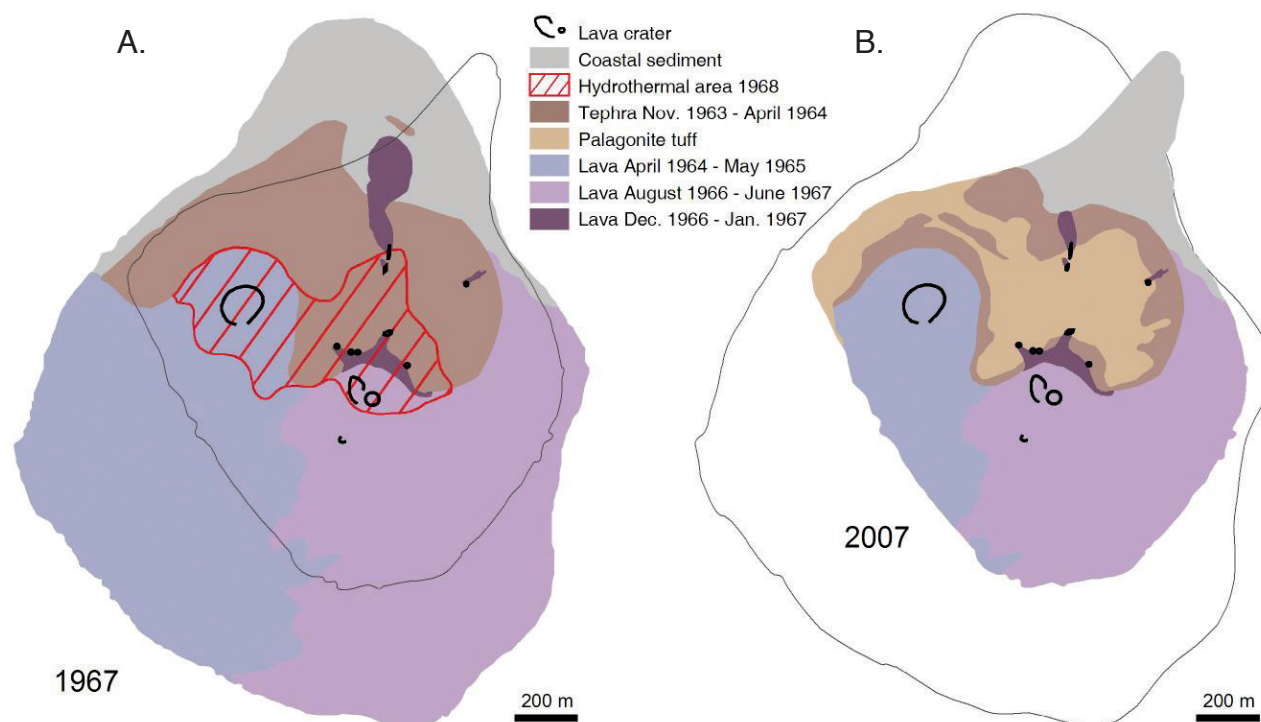 A.
Lava crater
Coastal sediment
Hydrothermal area 1968
Tephra Nov. 1963 - April 1964
Palagonite tuff
Lava April 1964 - May 1965
Lava August 1966 - June 1967
Lava Dec. 1966 - Jan. 1967
B.
1967
200 m
2007
200 m